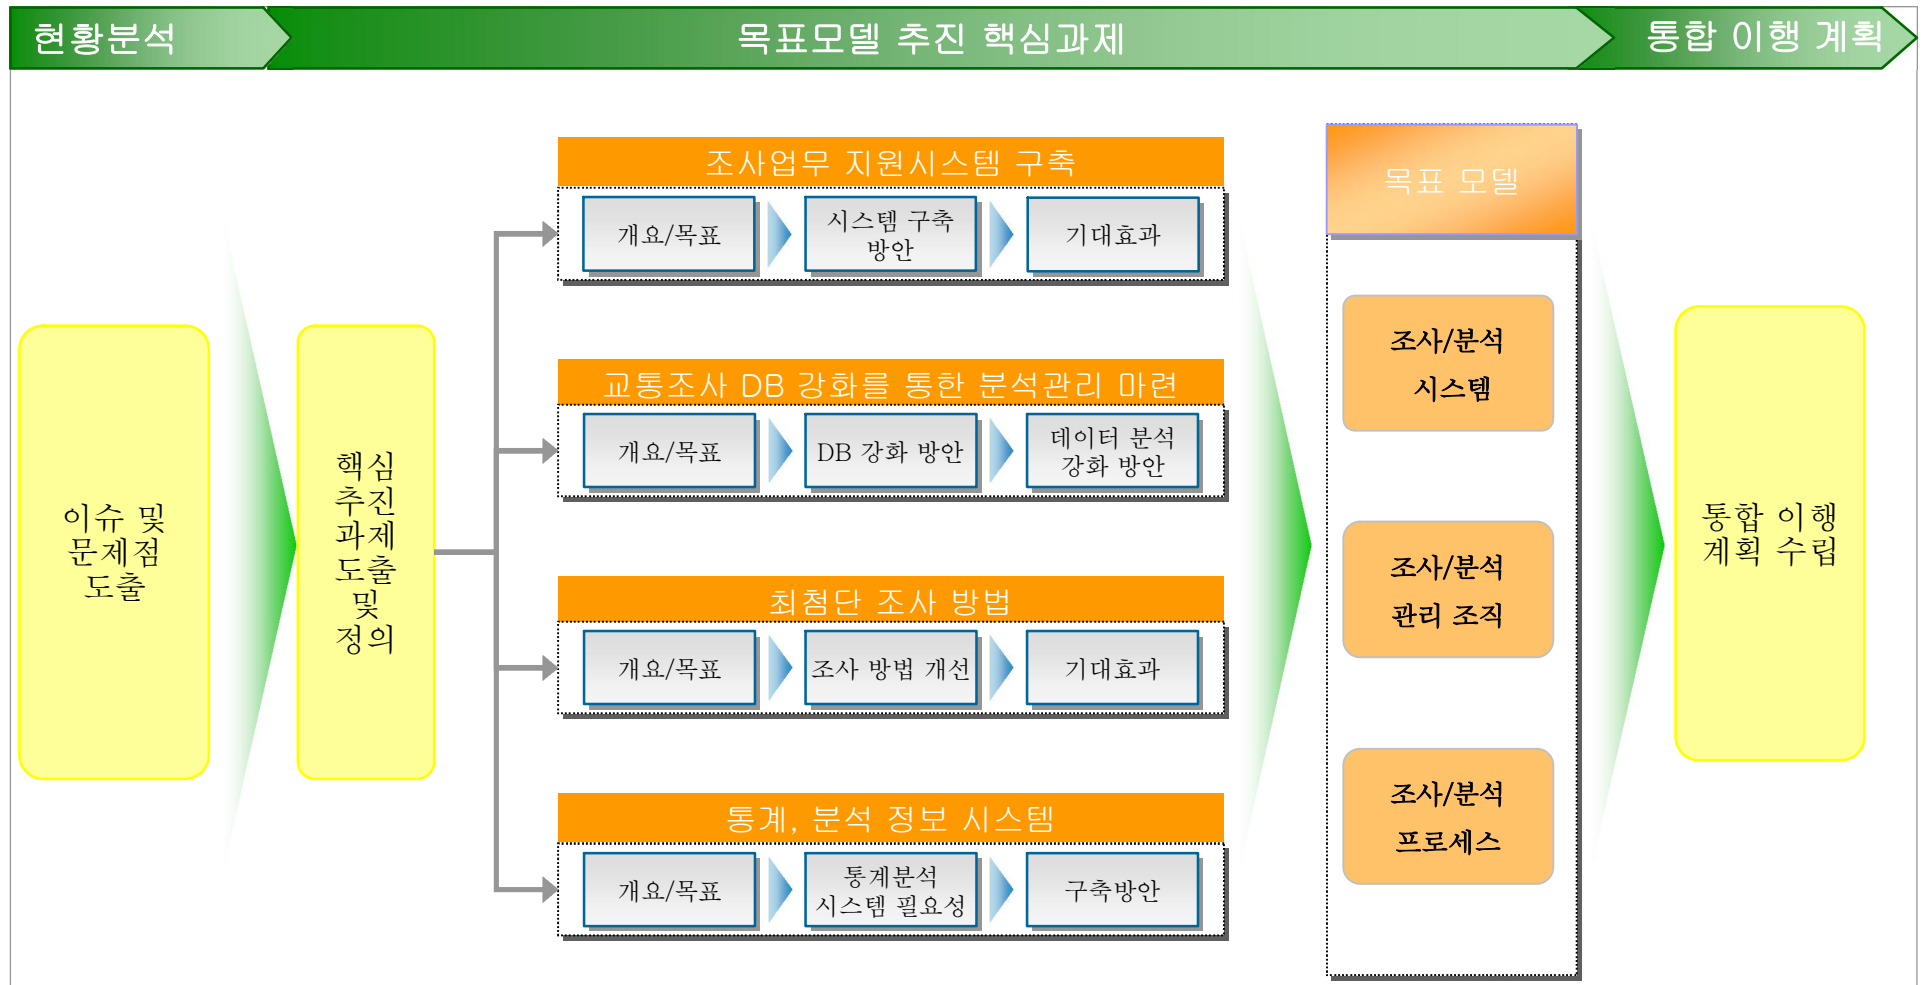 현황분석
목표모델 추진 핵심과제
통합 이행 계획
이슈 및
문제점
도출
핵심
추진
과제
도출
및
정의
조사업무 지원시스템 구축
개요/목표
시스템 구축
방안
기대효과
교통조사 DB 강화를 통한 분석관리 마련
개요/목표
DB 강화 방안
데이터 분석
강화 방안
최첨단 조사 방법
개요/목표
조사 방법 개선
기대효과
통계, 분석 정보 시스템
개요/목표
통계분석
시스템 필요성
구축방안
목표 모델
조사/분석
시스템
조사/분석
관리 조직
조사/분석
프로세스
통합 이행
계획 수립